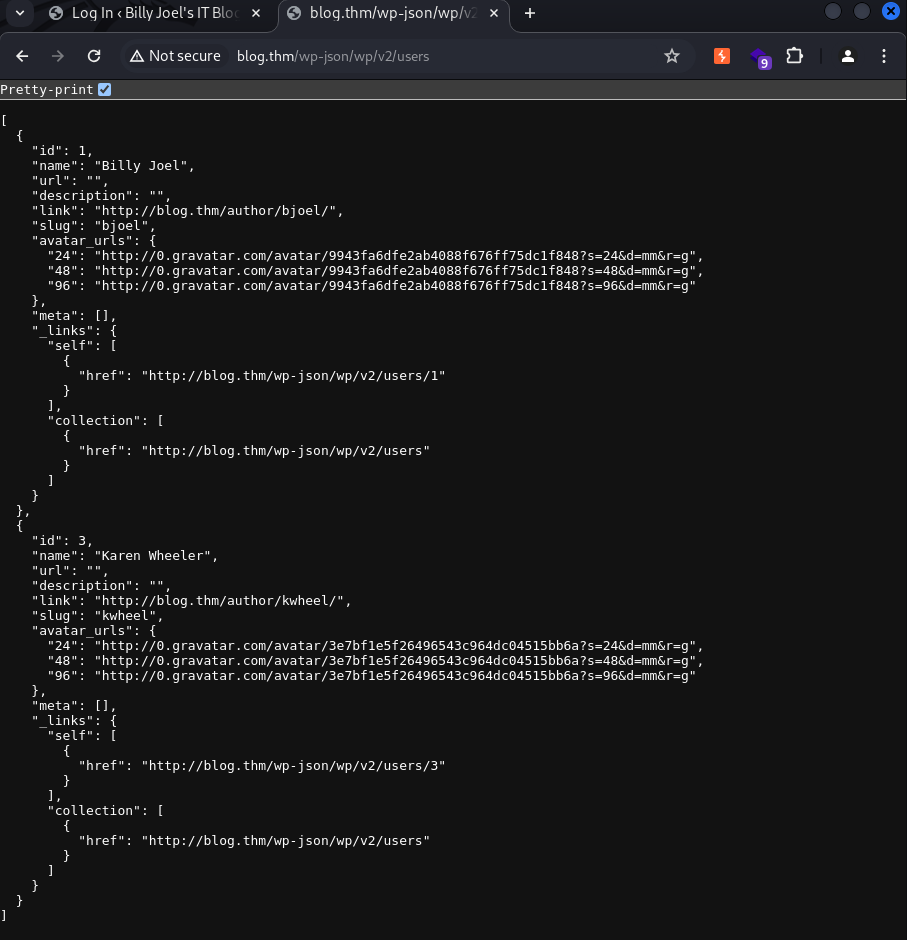 Log In ‹ Billy Joel's IT Blo
blog.thm/wp-json/wp/v2
Not secure
blog.thm/wp-json/wp/v2/users
9
Pretty-print
[
  {
    "id": 1,
    "name": "Billy Joel",
    "url": "",
    "description": "",
    "link": "http://blog.thm/author/bjoel/",
    "slug": "bjoel",
    "avatar_urls": {
      "24": "http://0.gravatar.com/avatar/9943fa6dfe2ab4088f676ff75dc1f848?s=24&d=mm&r=g",
      "48": "http://0.gravatar.com/avatar/9943fa6dfe2ab4088f676ff75dc1f848?s=48&d=mm&r=g",
      "96": "http://0.gravatar.com/avatar/9943fa6dfe2ab4088f676ff75dc1f848?s=96&d=mm&r=g"
    },
    "meta": [],
    "_links": {
      "self": [
        {
          "href": "http://blog.thm/wp-json/wp/v2/users/1"
        }
      ],
      "collection": [
        {
          "href": "http://blog.thm/wp-json/wp/v2/users"
        }
      ]
    }
  },
  {
    "id": 3,
    "name": "Karen Wheeler",
    "url": "",
    "description": "",
    "link": "http://blog.thm/author/kwheel/",
    "slug": "kwheel",
    "avatar_urls": {
      "24": "http://0.gravatar.com/avatar/3e7bf1e5f26496543c964dc04515bb6a?s=24&d=mm&r=g",
      "48": "http://0.gravatar.com/avatar/3e7bf1e5f26496543c964dc04515bb6a?s=48&d=mm&r=g",
      "96": "http://0.gravatar.com/avatar/3e7bf1e5f26496543c964dc04515bb6a?s=96&d=mm&r=g"
    },
    "meta": [],
    "_links": {
      "self": [
        {
          "href": "http://blog.thm/wp-json/wp/v2/users/3"
        }
      ],
      "collection": [
        {
          "href": "http://blog.thm/wp-json/wp/v2/users"
        }
      ]
    }
  }
]